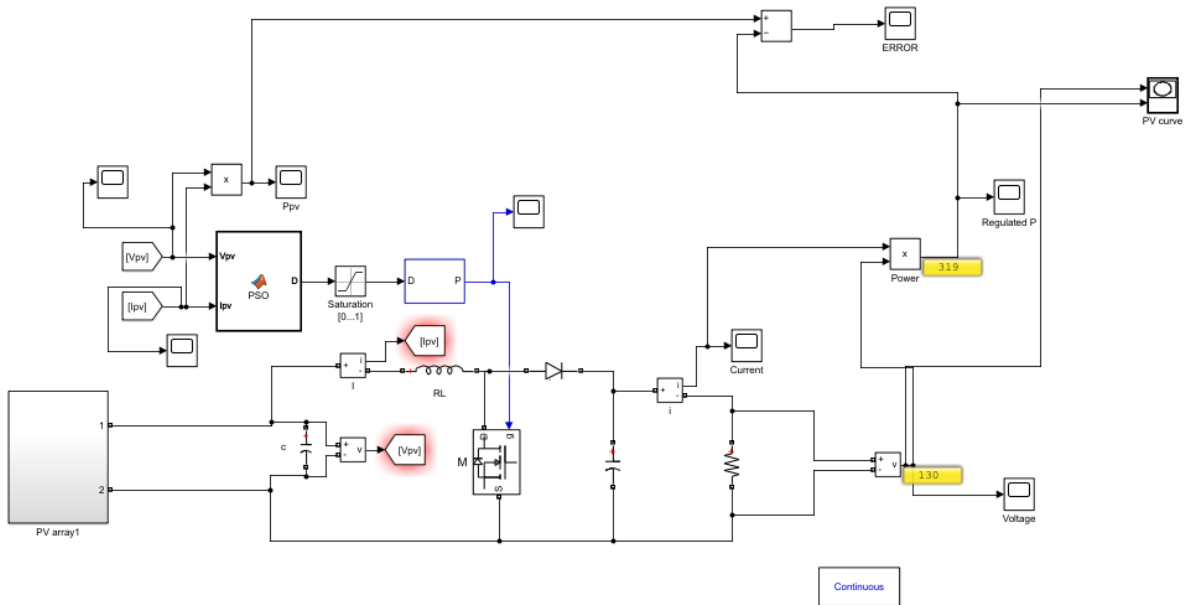 +
−
ERROR
PV curve
x
Ppv
Regulated P
[Vpv]
Vpv
Ipv
PSO
D
Saturation
[0...1]
D
P
[Ipv]
x
Power
319
[Ipv]
+
i
-
I
RL
Current
+
i
-
i
1
2
PV array1
c
+
-
v
[Vpv]
M
D
g
S
+
-
v
130
Voltage
Continuous